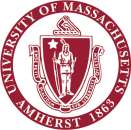 UNIVERSITY OF MASSACHUSETTS
AMHERST 1863